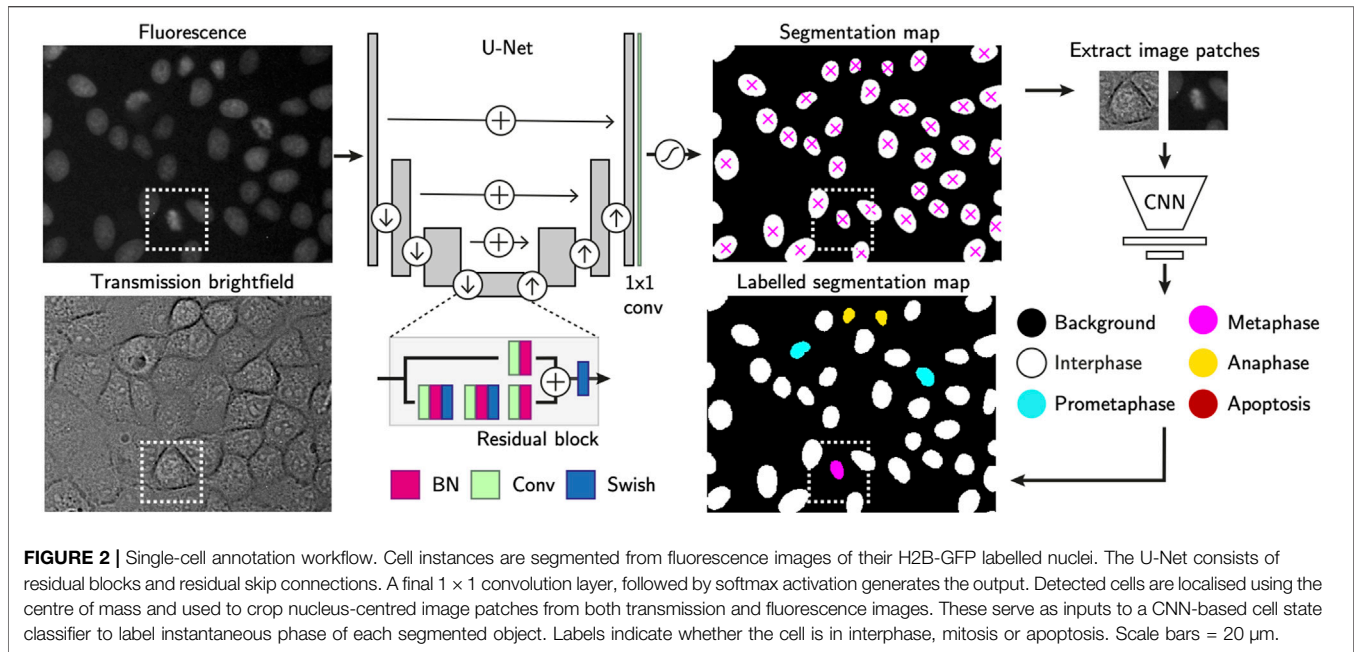 Fluorescence
U-Net
Segmentation map
Extract image patches
CNN
Transmission brightfield
1x1
conv
Labelled segmentation map
Background
Metaphase
Interphase
Anaphase
Prometaphase
Apoptosis
Residual block
BN
Conv
Swish
FIGURE 2 | Single-cell annotation workflow. Cell instances are segmented from fluorescence images of their H2B-GFP labelled nuclei. The U-Net consists of
residual blocks and residual skip connections. A final 1 × 1 convolution layer, followed by softmax activation generates the output. Detected cells are localised using the
centre of mass and used to crop nucleus-centred image patches from both transmission and fluorescence images. These serve as inputs to a CNN-based cell state
classifier to label instantaneous phase of each segmented object. Labels indicate whether the cell is in interphase, mitosis or apoptosis. Scale bars = 20 μm.